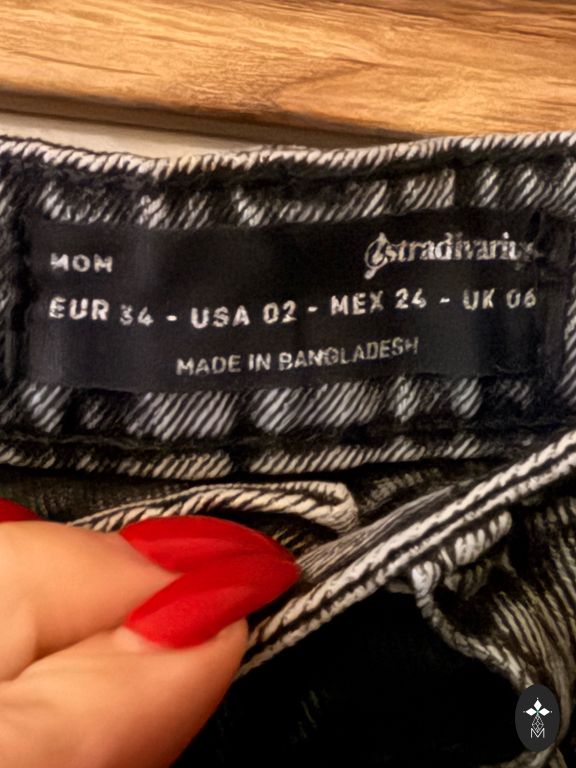 MOM
stradivarius
EUR 34 - USA 02 - MEX 24 - UK 06
MADE IN BANGLADESH
M